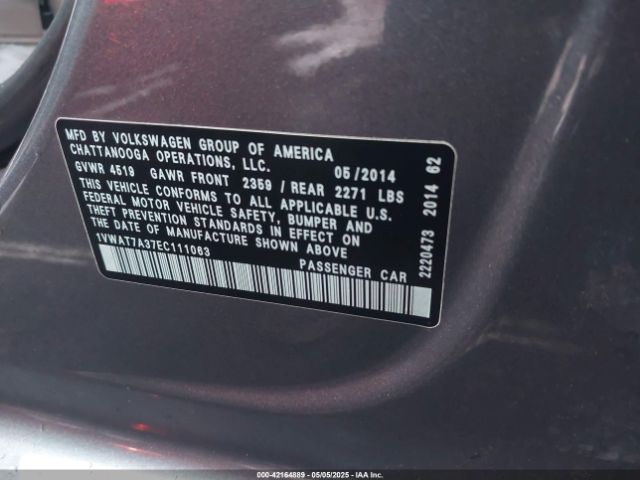 MFD BY VOLKSWAGEN GROUP OF AMERICA
CHATTANOOGA OPERATIONS, LLC.
05/2014
GVWR 4519 GAWR FRONT 2359 / REAR 2271 LBS
THIS VEHICLE CONFORMS TO ALL APPLICABLE U.S.
FEDERAL MOTOR VEHICLE SAFETY, BUMPER AND
THEFT PREVENTION STANDARDS IN EFFECT ON
THE DATE OF MANUFACTURE SHOWN ABOVE
1VWAT7A37EC111063
PASSENGER CAR
2220473 2014 62
000-42164889 - 05/05/2025 - IAA Inc.